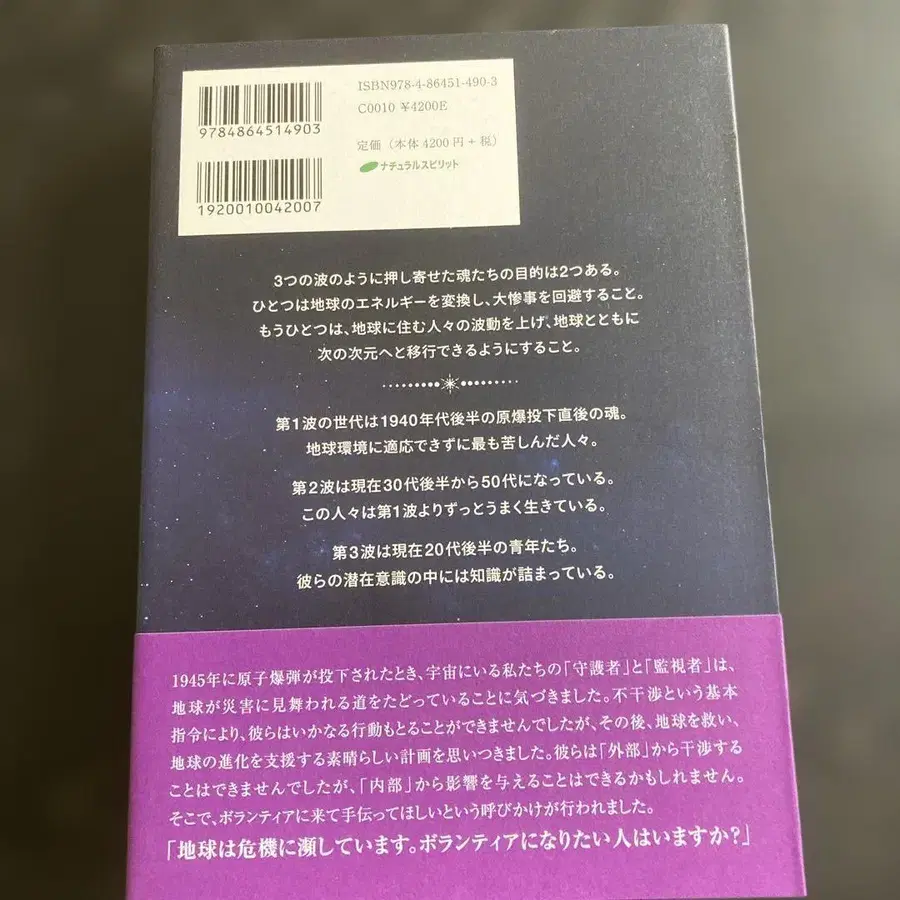 ISBN978-4-86451-490-3
C0010 ¥4200E
9784864514903
定価（本体4200円+税）
ナチュラルスピリット
1920010042007
3つの波のように押し寄せた魂たちの目的は2つある。
ひとつは地球のエネルギーを変換し、大惨事を回避すること。
もうひとつは、地球に住む人々の波動を上げ、地球とともに
次の次元へと移行できるようにすること。
第1波の世代は1940年代後半の原爆投下直後の魂。
地球環境に適応できずに最も苦しんだ人々。
第2波は現在30代後半から50代になっている。
この人々は第1波よりずっとうまく生きている。
第3波は現在20代後半の青年たち。
彼らの潜在意識の中には知識が詰まっている。
1945年に原子爆弾が投下されたとき、宇宙にいる私たちの「守護者」と「監視者」は、
地球が災害に見舞われる道をたどっていることに気づきました。不干渉という基本
指令により、彼らはいかなる行動もとることができませんでしたが、その後、地球を救い、
地球の進化を支援する素晴らしい計画を思いつきました。彼らは「外部」から干渉する
ことはできませんでしたが、「内部」から影響を与えることはできるかもしれません。
そこで、ボランティアに来て手伝ってほしいという呼びかけが行われました。
「地球は危機に瀕しています。ボランティアになりたい人はいますか?」